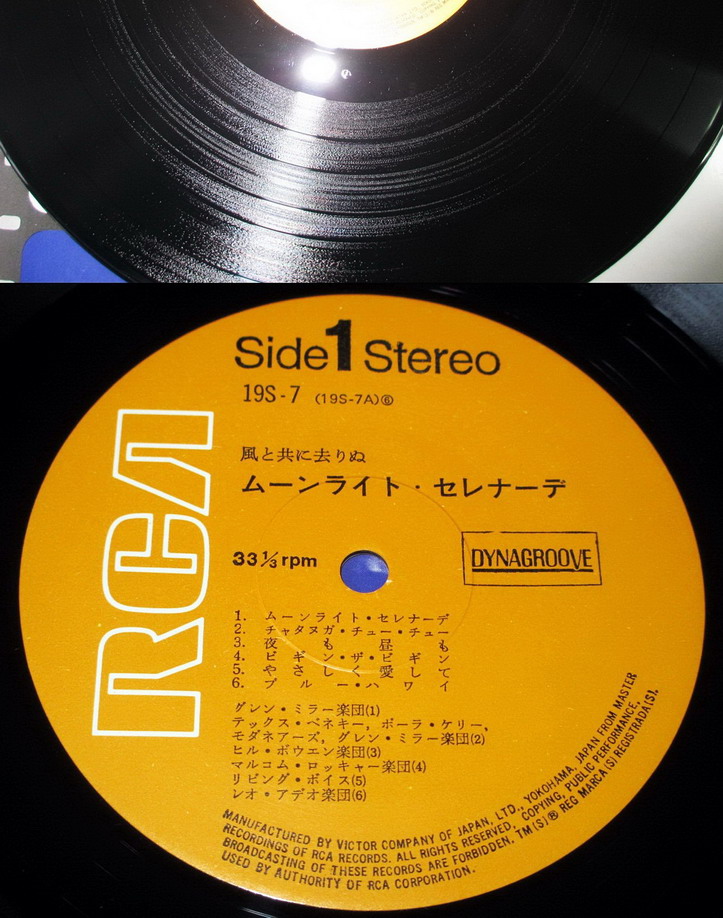 Side 1 Stereo
19S-7 (19S-7A)⑥
風と共に去りぬ
ムーンライト・セレナーデ
RCA
33 1/3 rpm
DYNAGROOVE
1. ムーンライト・セレナーデ
2. チャタヌガ・チュー・チュー
3. 夜も昼も
4. ビギン・ザ・ビギン
5. やさしく愛して
6. ブルー・ハワイ
グレン・ミラー楽団(1)
テックス・ベネキー, ポーラ・ケリー,
モダネアーズ, グレン・ミラー楽団(2)
ヒル・ボウエン楽団(3)
マルコム・ロッキャー楽団(4)
リビング・ボイス(5)
レオ・アデオ楽団(6)
MANUFACTURED BY VICTOR COMPANY OF JAPAN, LTD., YOKOHAMA, JAPAN FROM MASTER
RECORDINGS OF RCA RECORDS. ALL RIGHTS RESERVED, COPYING, PUBLIC PERFORMANCE,
BROADCASTING OF THESE RECORDS ARE FORBIDDEN. TM(S)® REG MARCA(S) REGISTRADA(S).
USED BY AUTHORITY OF RCA CORPORATION.